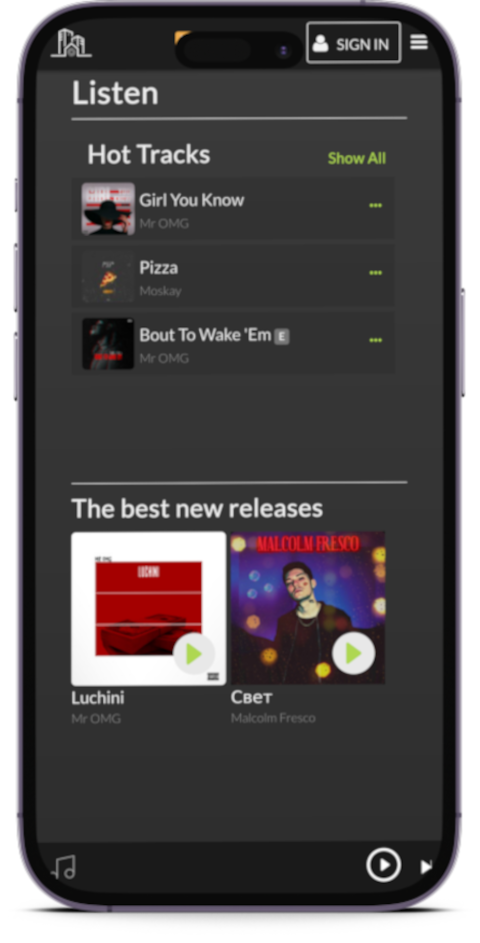 SIGN IN
Listen
Hot Tracks
Show All
Girl You Know
Mr OMG
Pizza
Moskay
Bout To Wake 'Em E
Mr OMG
The best new releases
LUCHINI
MALCOLM FRESCO
Luchini
Mr OMG
Свет
Malcolm Fresco